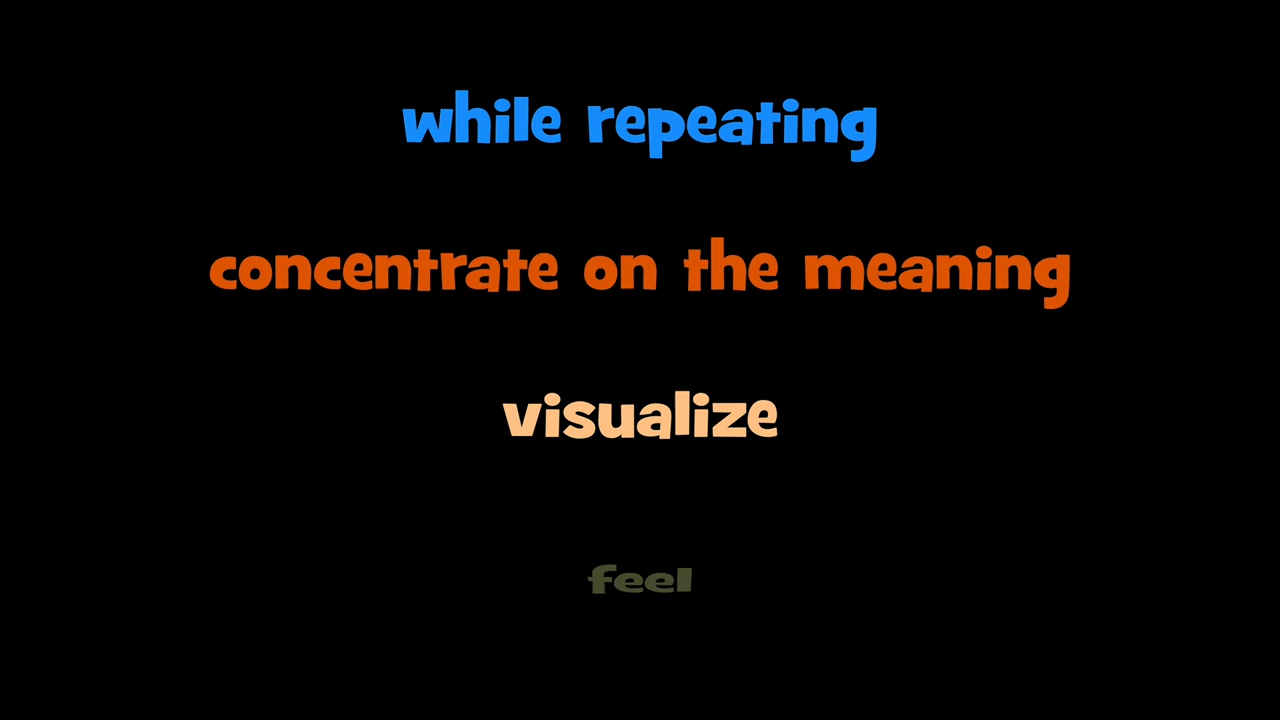 while repeating
concentrate on the meaning
visualize
feel